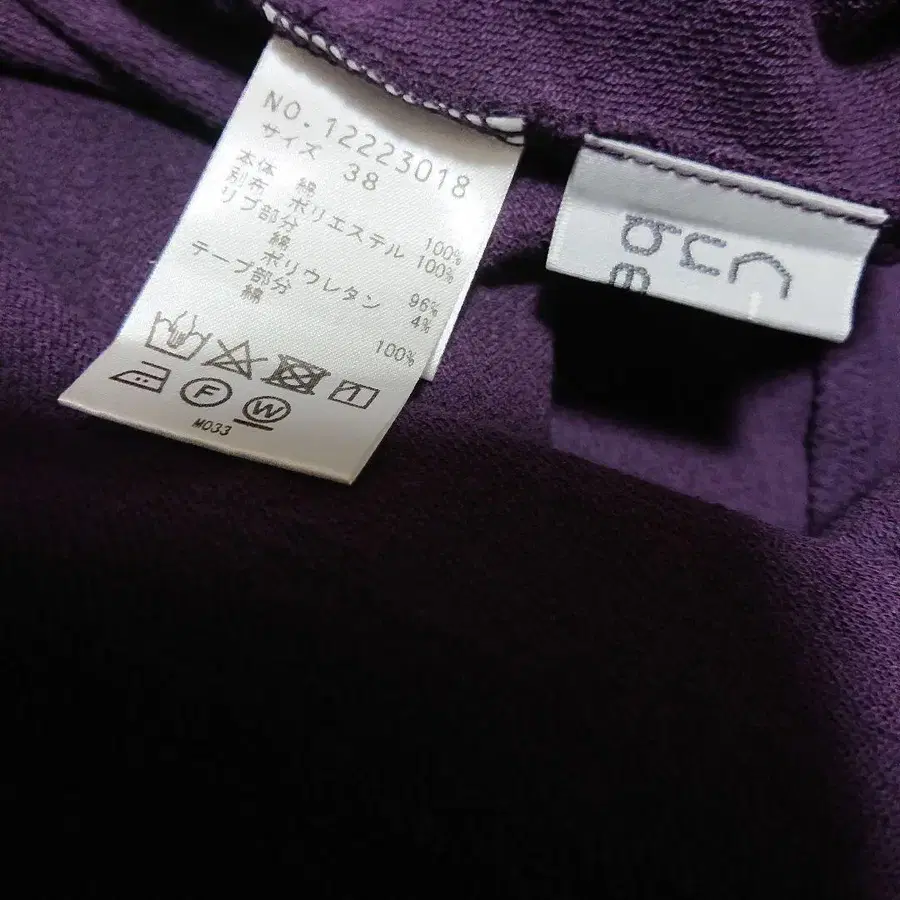 NO. 12223018
サイズ 38
本体 綿 100%
別布 ポリエステル 100%
リブ部分
綿 96%
ポリウレタン 4%
テープ部分
綿 100%
F
W
M033